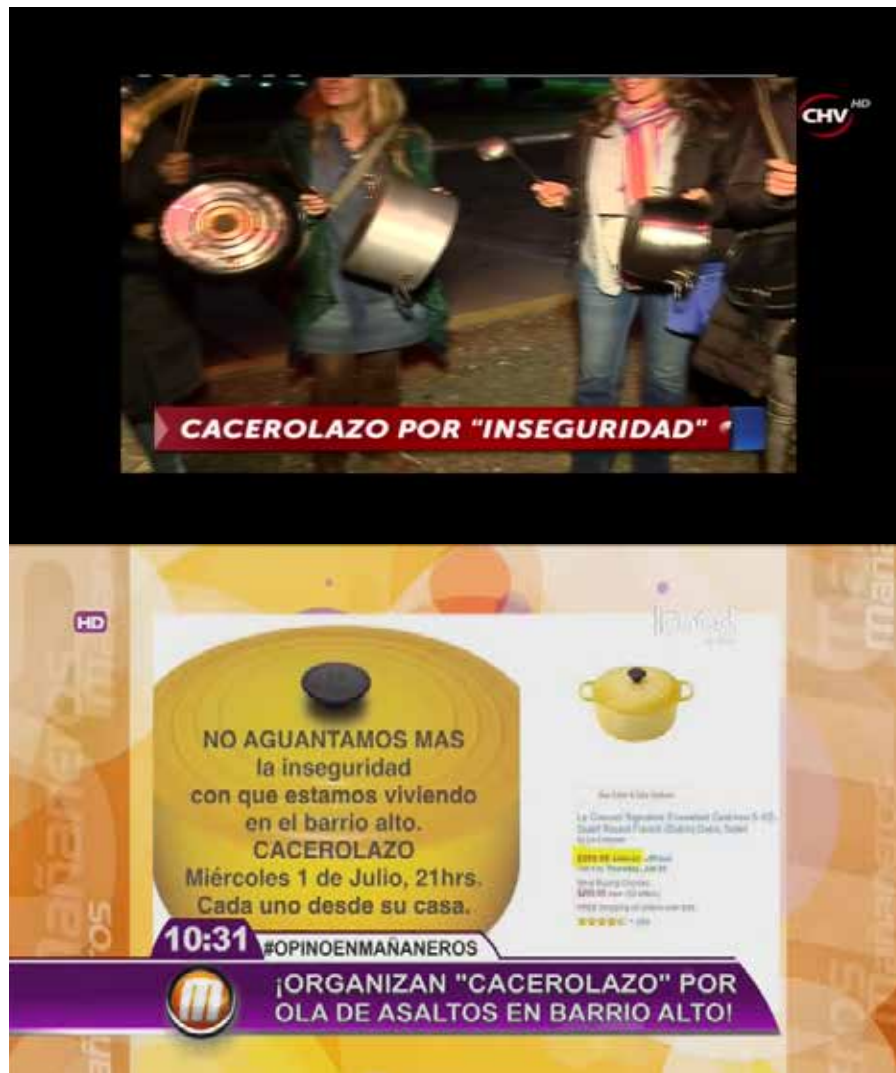 CHV HD
CACEROLAZO POR "INSEGURIDAD"
HD
NO AGUANTAMOS MAS
la inseguridad
con que estamos viviendo
en el barrio alto.
CACEROLAZO
Miércoles 1 de Julio, 21hrs.
Cada uno desde su casa.
10:31
#OPINOENMAÑANEROS
¡ORGANIZAN "CACEROLAZO" POR
OLA DE ASALTOS EN BARRIO ALTO!